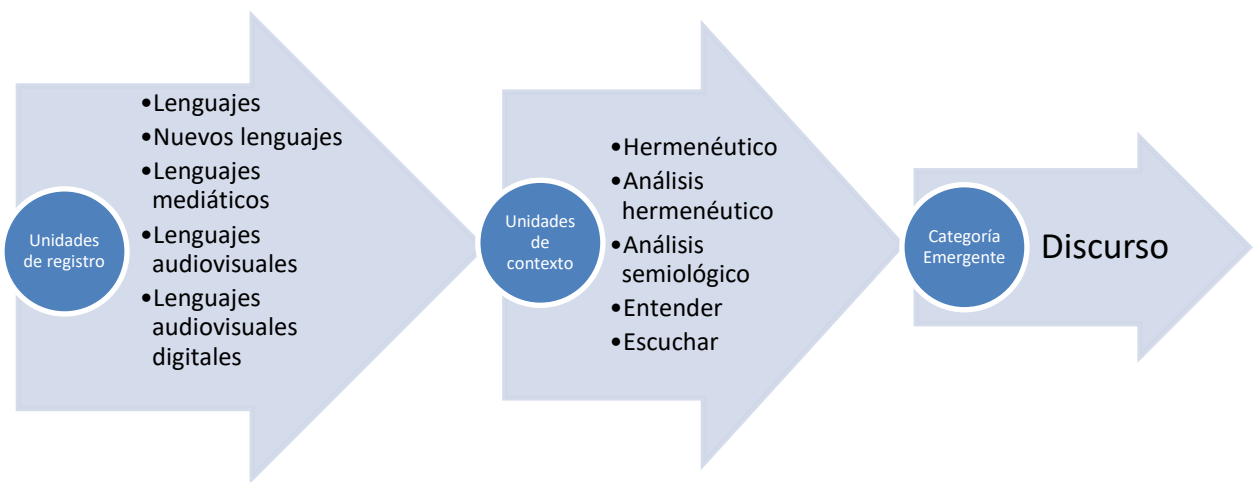 Unidades
de registro
•Lenguajes
•Nuevos lenguajes
•Lenguajes
mediáticos
•Lenguajes
audiovisuales
•Lenguajes
audiovisuales
digitales
Unidades
de
contexto
•Hermenéutico
•Análisis
hermenéutico
•Análisis
semiológico
•Entender
•Escuchar
Categoría
Emergente
Discurso